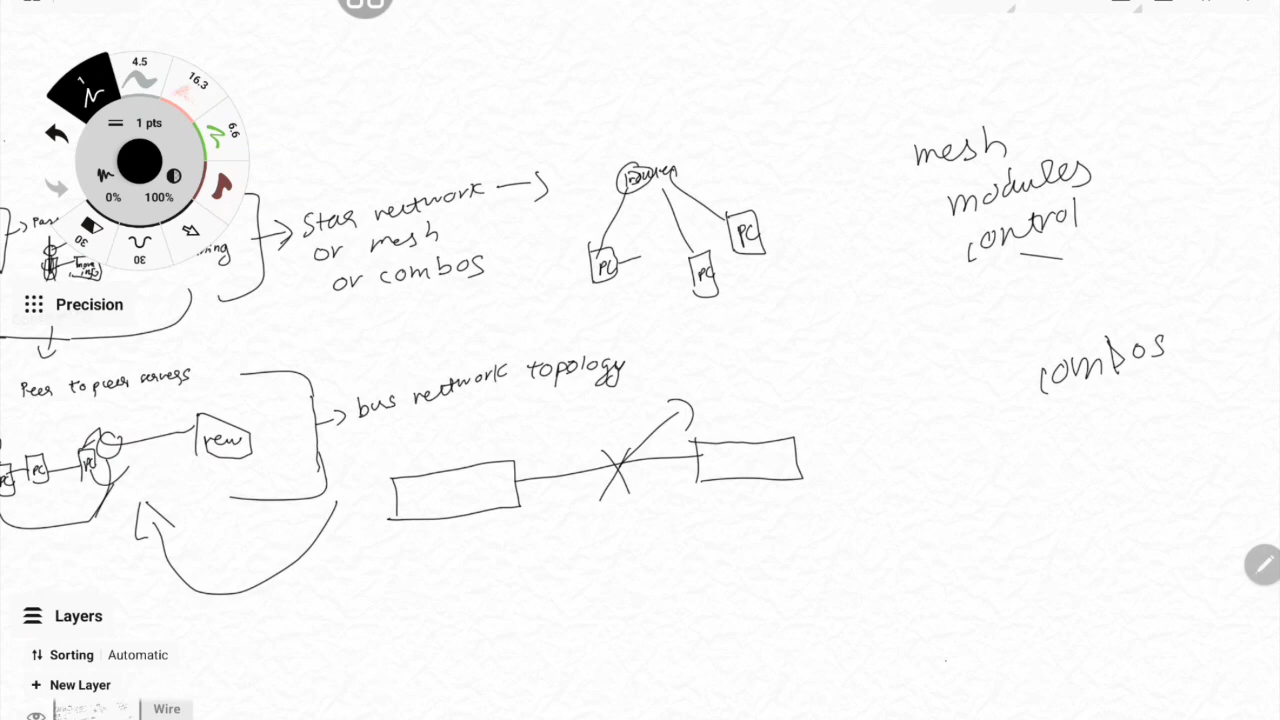 4.5
16.3
1
6.6
1 pts
0% 100%
30
30
Precision
Star network
or mesh
or combos
PC
PC
PC
mesh
modules
control
combos
Peer to peer servers
bus network topology
PC
PC
PC
Layers
Sorting Automatic
+ New Layer
Wire